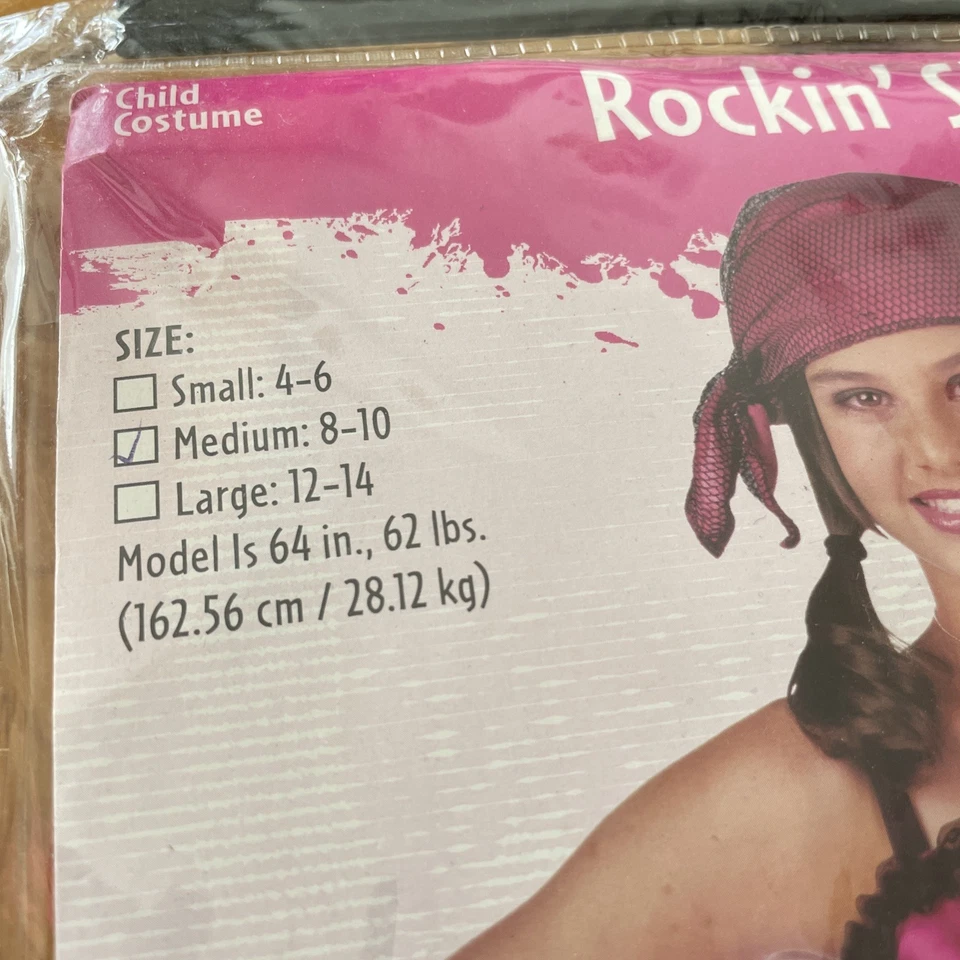 Child
Costume
Rockin'
SIZE:
Small: 4-6
Medium: 8-10
Large: 12-14
Model Is 64 in., 62 lbs.
(162.56 cm / 28.12 kg)